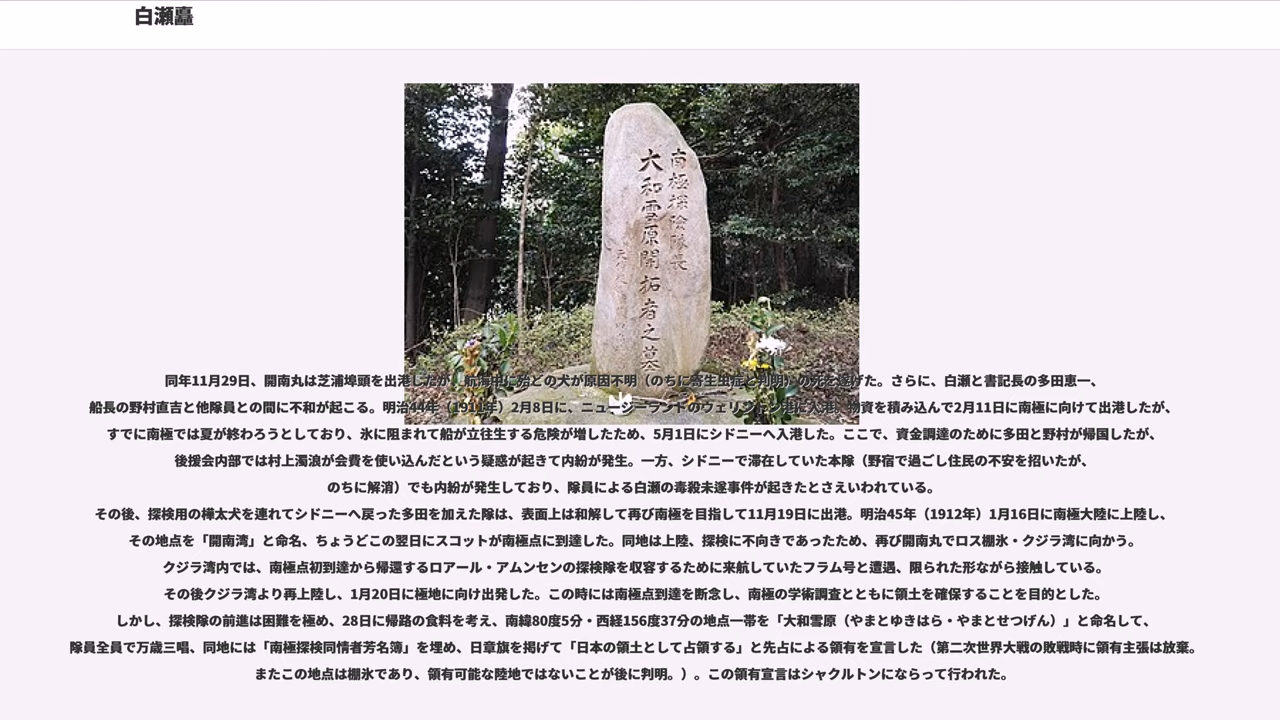 白瀬矗
南極探險隊長
大和雪原開拓者之墓
同年11月29日、開南丸は芝浦埠頭を出港したが、航海中に殆どの犬が原因不明（のちに寄生虫症と判明）の死を遂げた。さらに、白瀬と書記長の多田恵一、
船長の野村直吉と他隊員との間に不和が起こる。明治44年（1911年）2月8日に、ニュージーランドのウェリントン港に入港。物資を積み込んで2月11日に南極に向けて出港したが、
すでに南極では夏が終わろうとしており、氷に阻まれて船が立往生する危険が増したため、5月1日にシドニーへ入港した。ここで、資金調達のために多田と野村が帰国したが、
後援会内部では村上濁浪が会費を使い込んだという疑惑が起きて内紛が発生。一方、シドニーで滞在していた本隊（野宿で過ごし住民の不安を招いたが、
のちに解消）でも内紛が発生しており、隊員による白瀬の毒殺未遂事件が起きたとさえいわれている。
その後、探検用の樺太犬を連れてシドニーへ戻った多田を加えた隊は、表面上は和解して再び南極を目指して11月19日に出港。明治45年（1912年）1月16日に南極大陸に上陸し、
その地点を「開南湾」と命名、ちょうどこの翌日にスコットが南極点に到達した。同地は上陸、探検に不向きであったため、再び開南丸でロス棚氷・クジラ湾に向かう。
クジラ湾内では、南極点初到達から帰還するロアール・アムンセンの探検隊を収容するために来航していたフラム号と遭遇、限られた形ながら接触している。
その後クジラ湾より再上陸し、1月20日に極地に向け出発した。この時には南極点到達を断念し、南極の学術調査とともに領土を確保することを目的とした。
しかし、探検隊の前進は困難を極め、28日に帰路の食料を考え、南緯80度5分・西経156度37分の地点一帯を「大和雪原（やまとゆきはら・やまとせつげん）」と命名して、
隊員全員で万歳三唱、同地には「南極探検同情者芳名簿」を埋め、日章旗を掲げて「日本の領土として占領する」と先占による領有を宣言した（第二次世界大戦の敗戦時に領有主張は放棄。
またこの地点は棚氷であり、領有可能な陸地ではないことが後に判明。）。この領有宣言はシャクルトンにならって行われた。